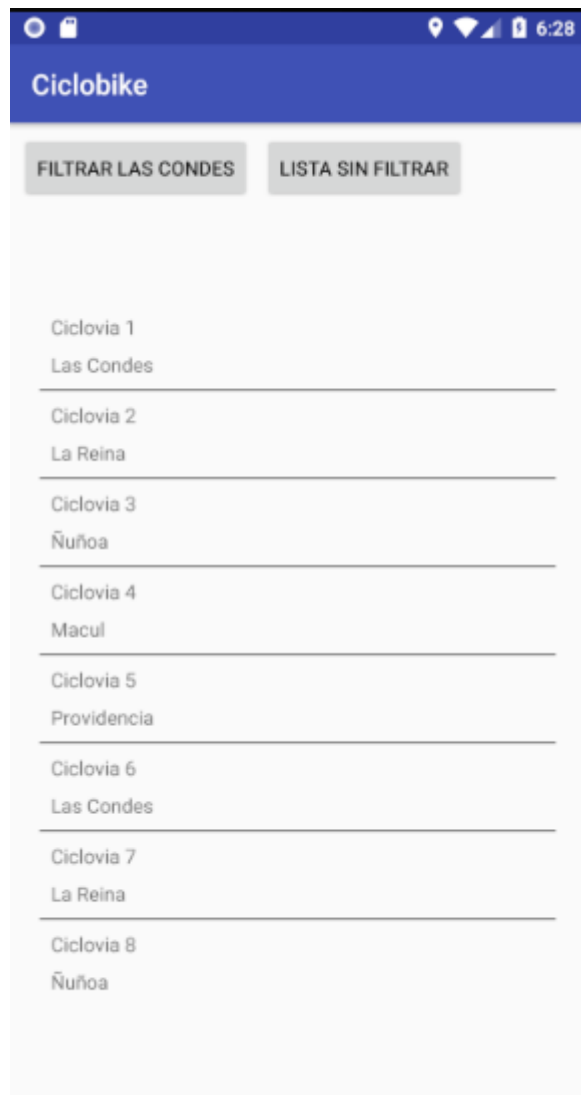 6:28
Ciclobike
FILTRAR LAS CONDES LISTA SIN FILTRAR
Ciclovia 1
Las Condes
Ciclovia 2
La Reina
Ciclovia 3
Ñuñoa
Ciclovia 4
Macul
Ciclovia 5
Providencia
Ciclovia 6
Las Condes
Ciclovia 7
La Reina
Ciclovia 8
Ñuñoa